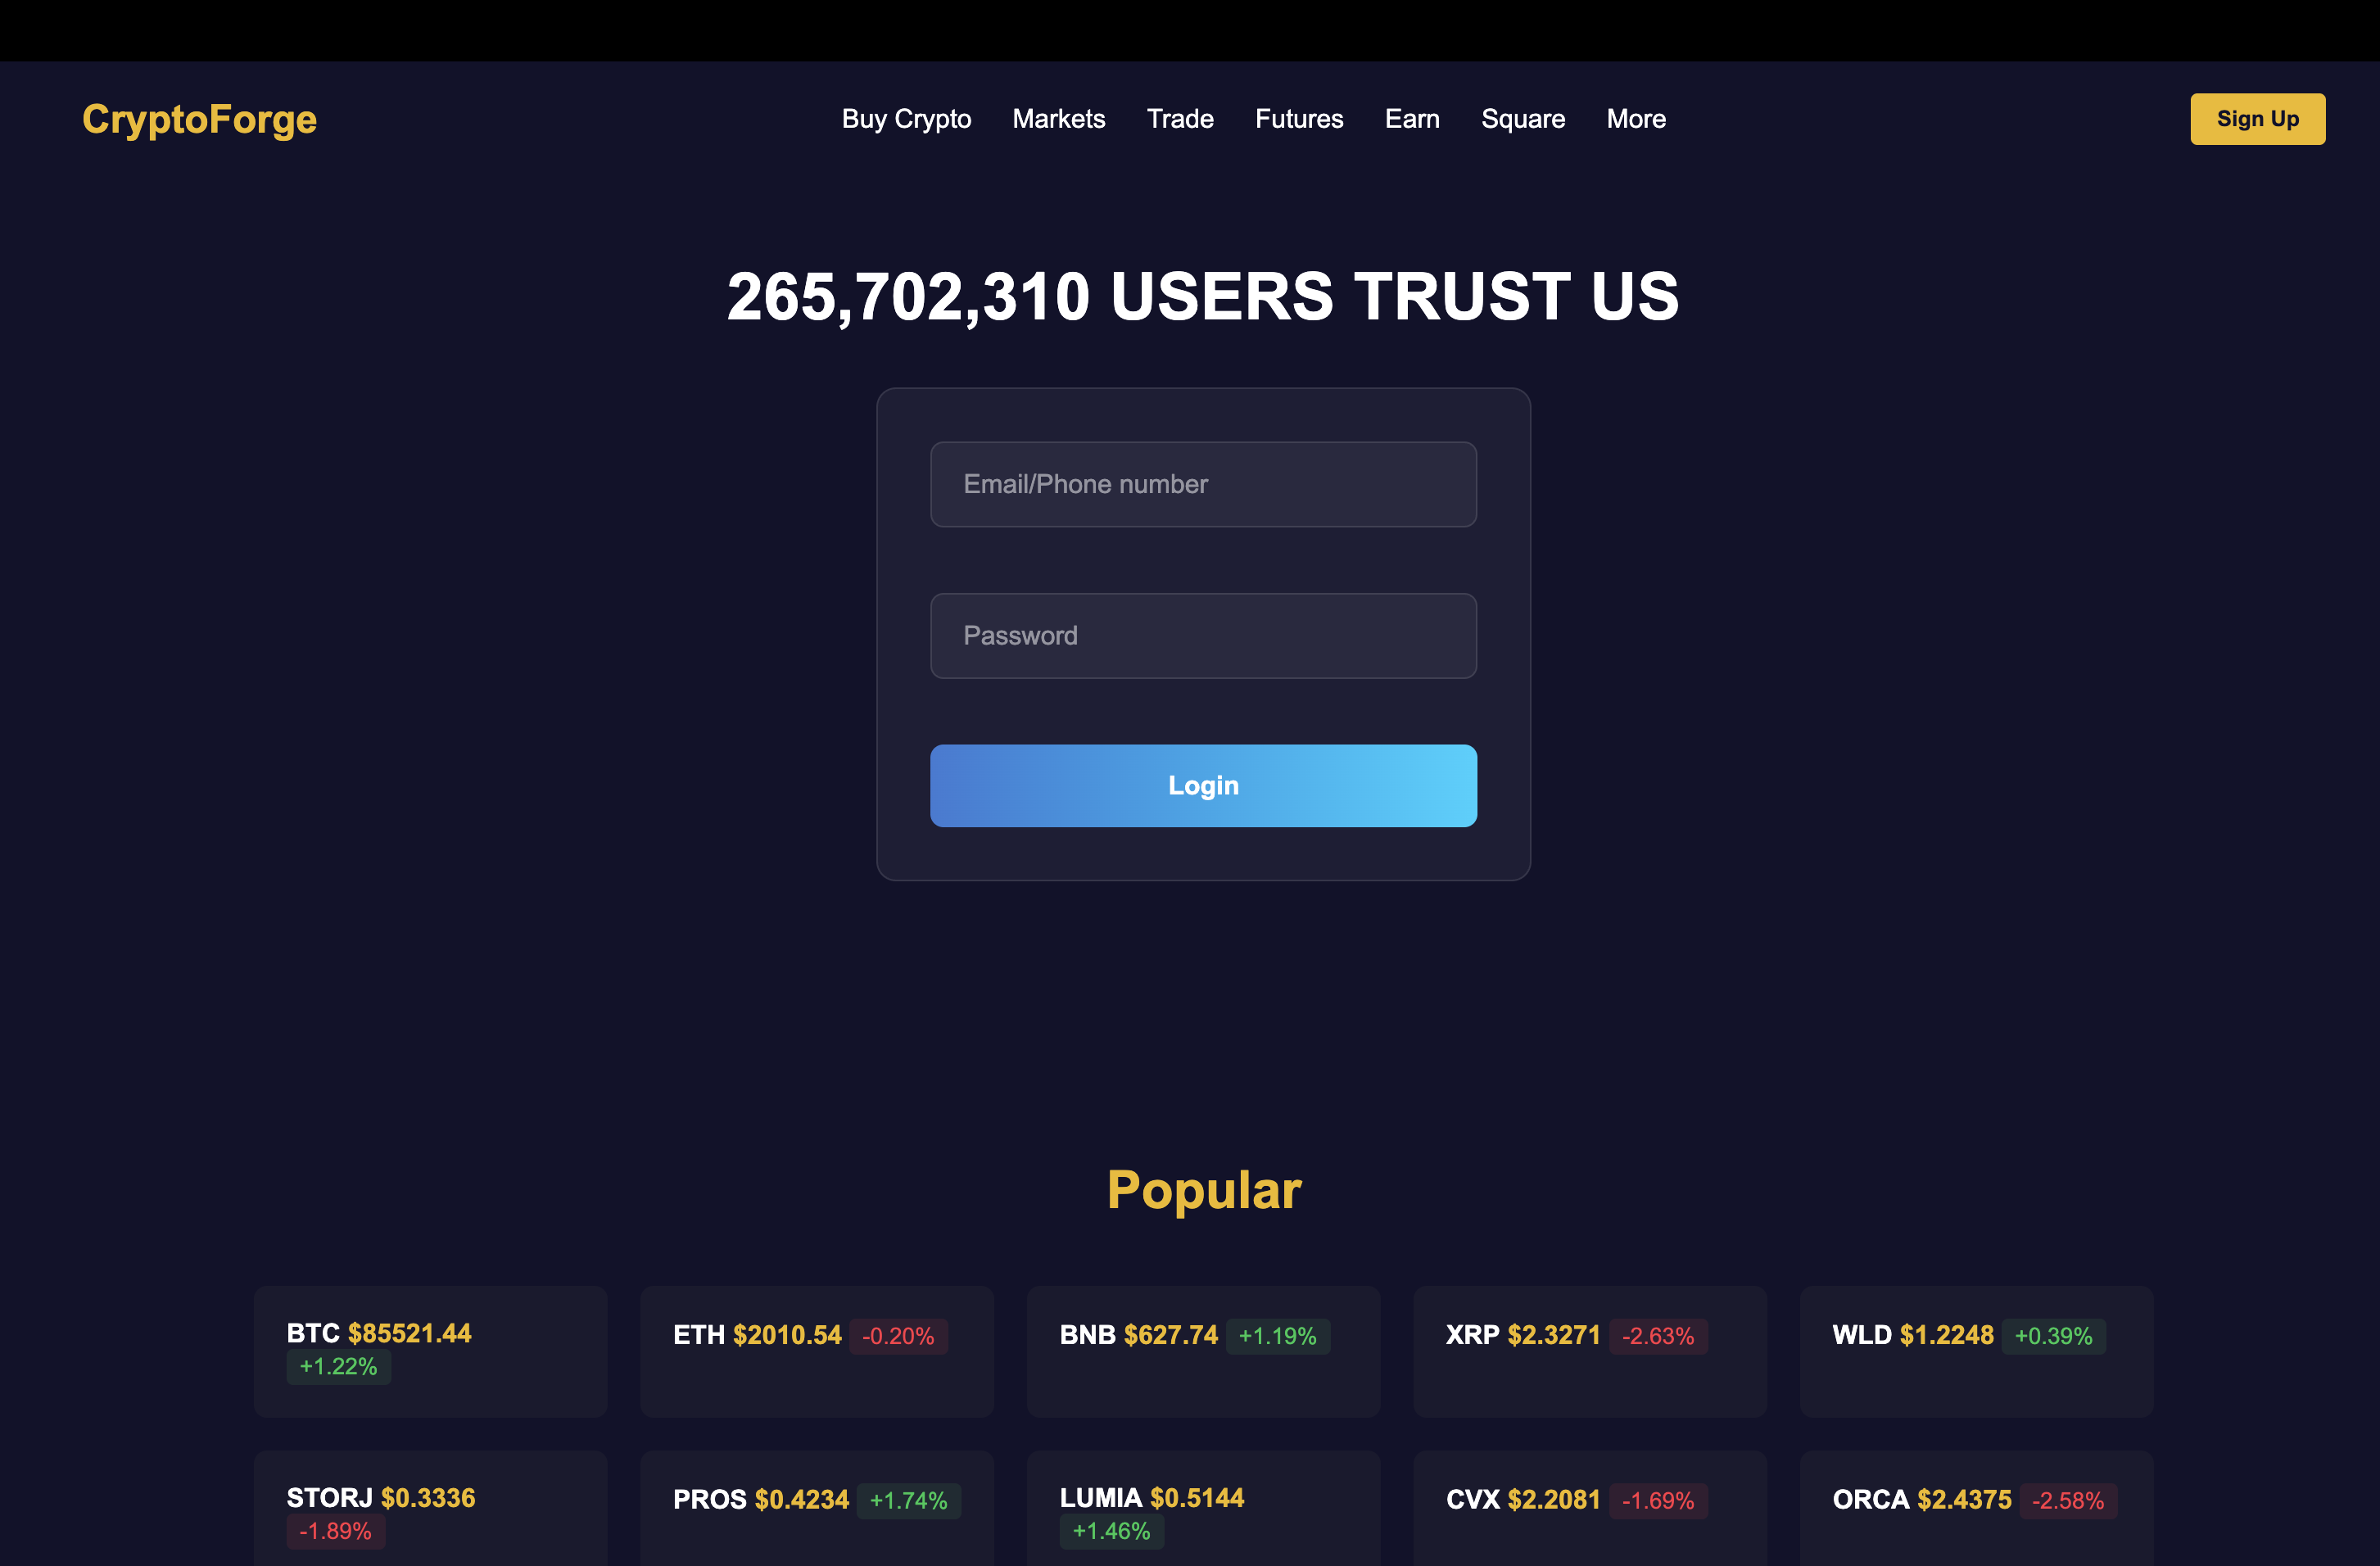 CryptoForge
Buy Crypto Markets Trade Futures Earn Square More
Sign Up
265,702,310 USERS TRUST US
Email/Phone number
Password
Login
Popular
BTC $85521.44
+1.22%
ETH $2010.54 -0.20%
BNB $627.74 +1.19%
XRP $2.3271 -2.63%
WLD $1.2248 +0.39%
STORJ $0.3336
-1.89%
PROS $0.4234 +1.74%
LUMIA $0.5144
+1.46%
CVX $2.2081 -1.69%
ORCA $2.4375 -2.58%